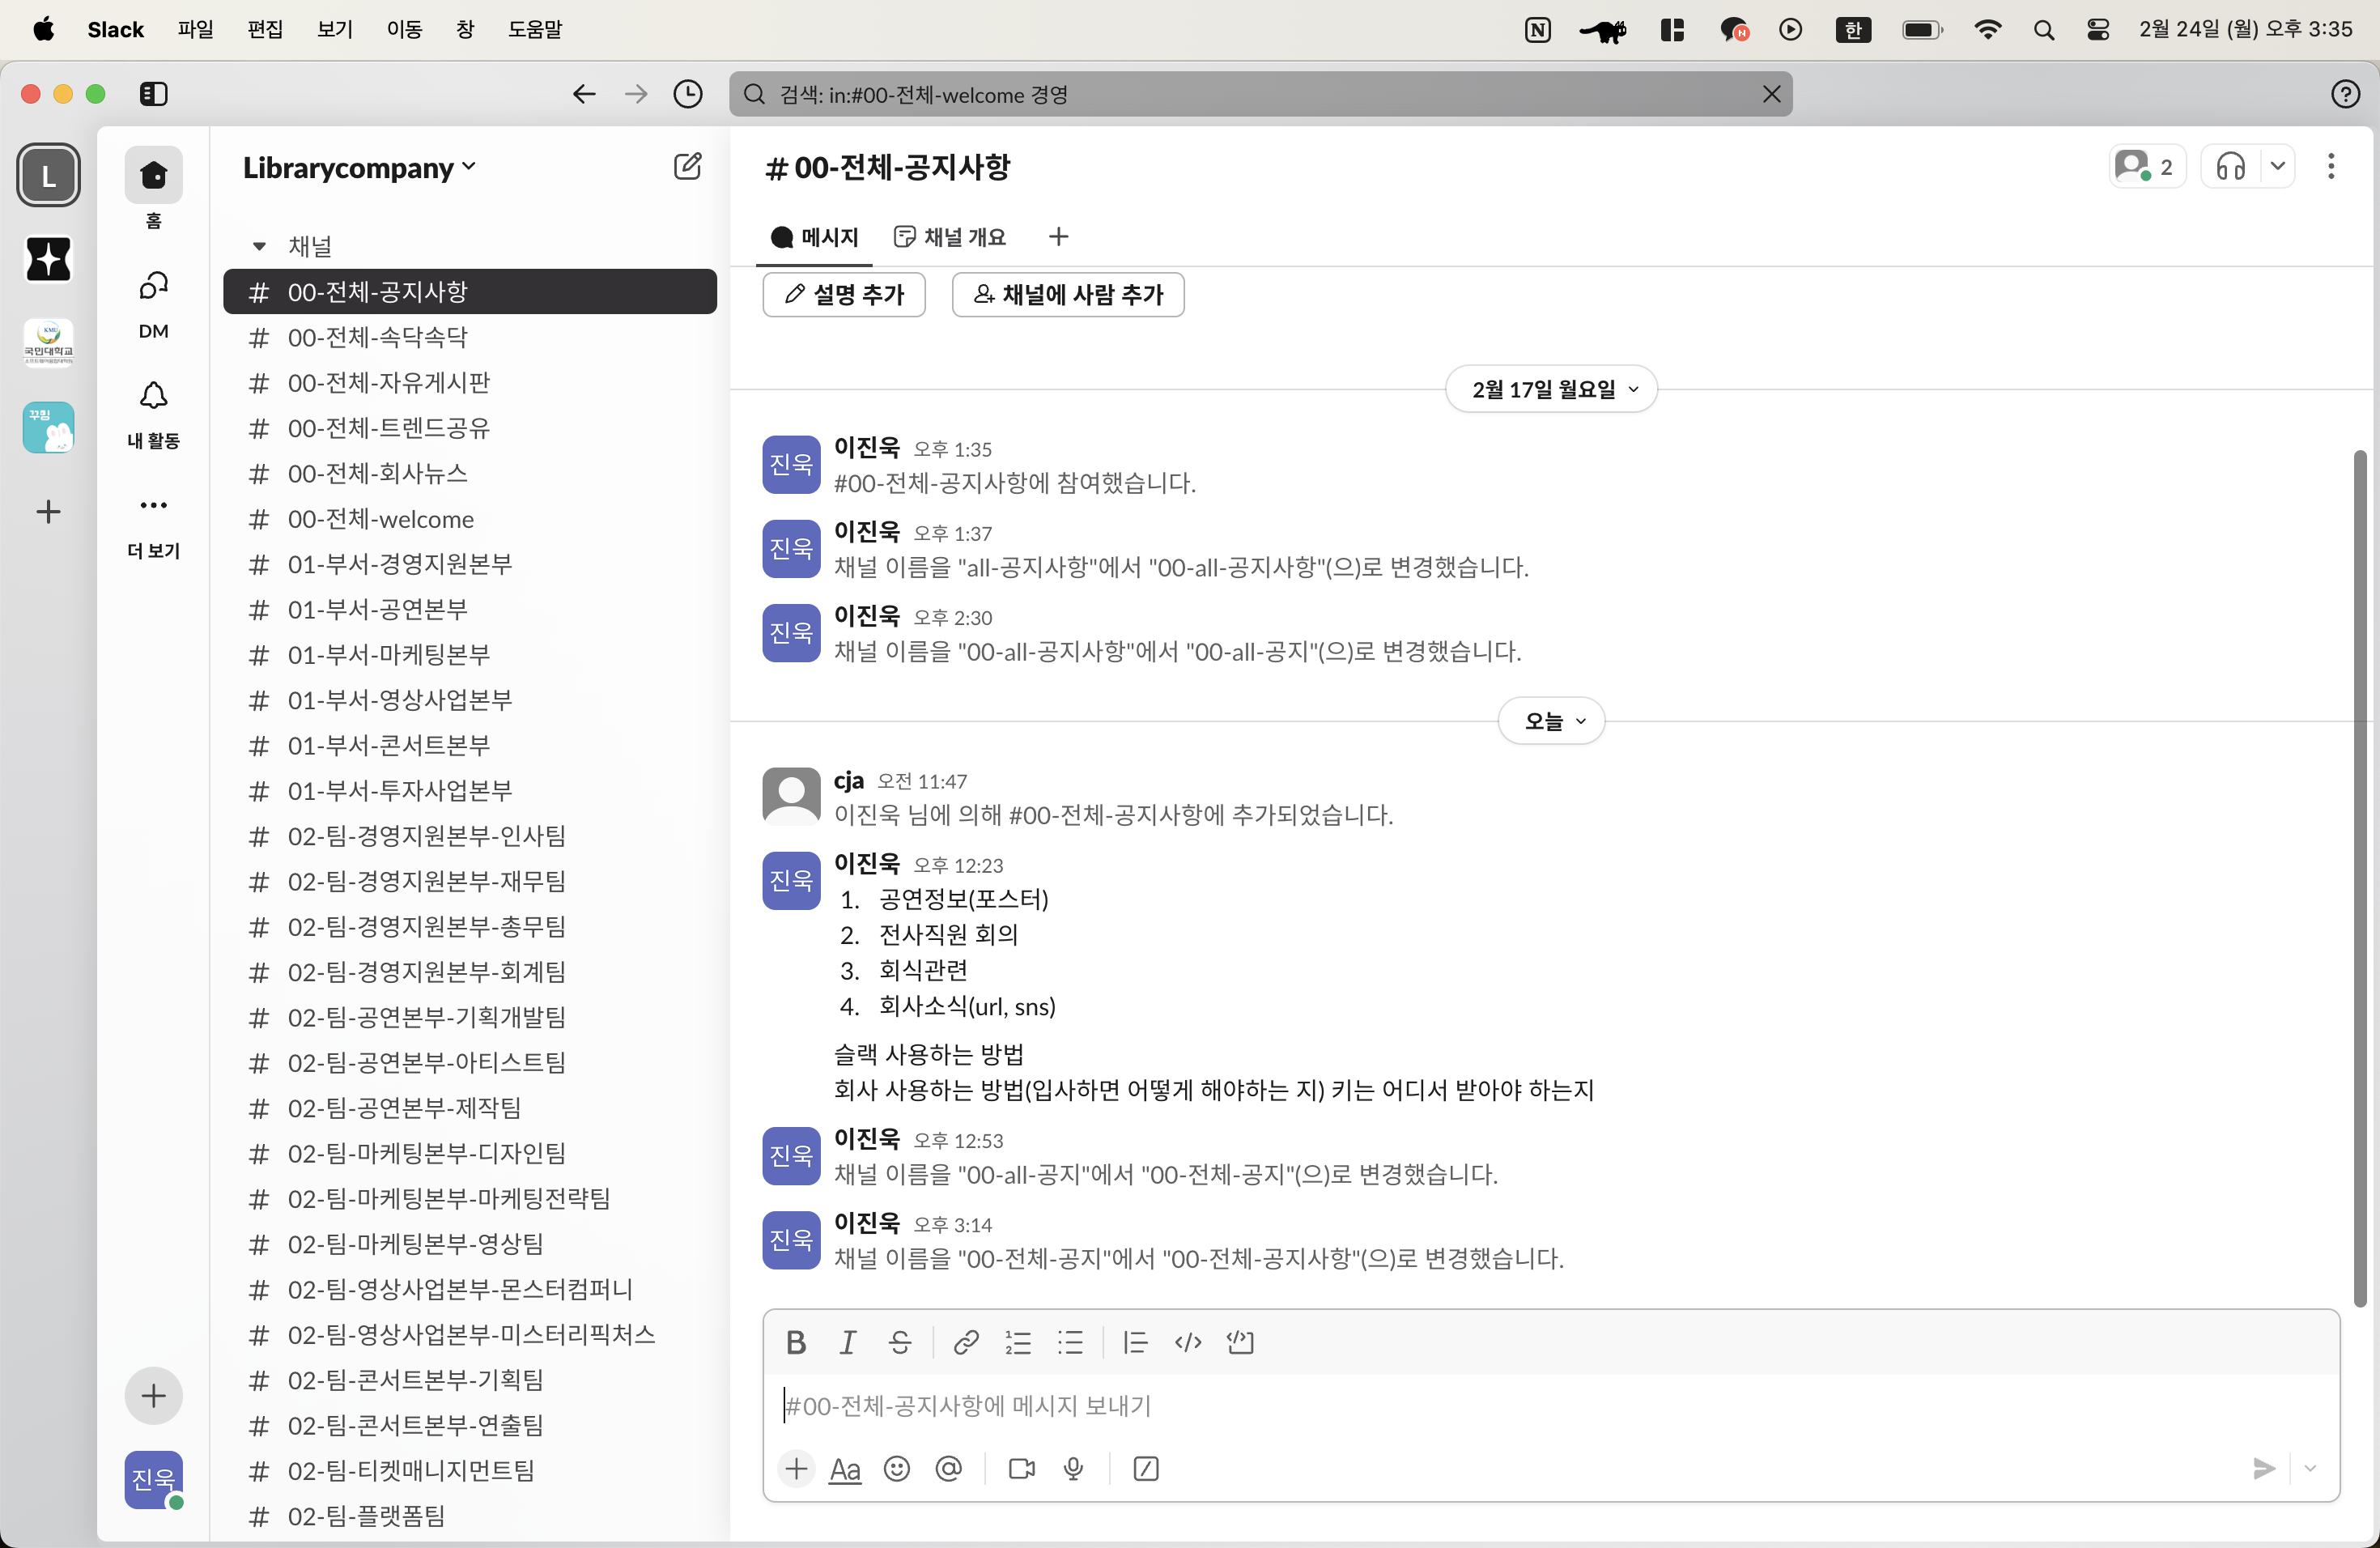 Slack 파일 편집 보기 이동 창 도움말
한 2월 24일 (월) 오후 3:35
검색: in:#00-전체-welcome 경영
L
KMU
국민대학교
꾸밈
홈
DM
내 활동
더 보기
진욱
Librarycompany
채널
# 00-전체-공지사항
# 00-전체-속닥속닥
# 00-전체-자유게시판
# 00-전체-트렌드공유
# 00-전체-회사뉴스
# 00-전체-welcome
# 01-부서-경영지원본부
# 01-부서-공연본부
# 01-부서-마케팅본부
# 01-부서-영상사업본부
# 01-부서-콘서트본부
# 01-부서-투자사업본부
# 02-팀-경영지원본부-인사팀
# 02-팀-경영지원본부-재무팀
# 02-팀-경영지원본부-총무팀
# 02-팀-경영지원본부-회계팀
# 02-팀-공연본부-기획개발팀
# 02-팀-공연본부-아티스트팀
# 02-팀-공연본부-제작팀
# 02-팀-마케팅본부-디자인팀
# 02-팀-마케팅본부-마케팅전략팀
# 02-팀-마케팅본부-영상팀
# 02-팀-영상사업본부-몬스터컴퍼니
# 02-팀-영상사업본부-미스터리픽처스
# 02-팀-콘서트본부-기획팀
# 02-팀-콘서트본부-연출팀
# 02-팀-티켓매니지먼트팀
# 02-팀-플랫폼팀
# 00-전체-공지사항
2
메시지 채널 개요
설명 추가 채널에 사람 추가
2월 17일 월요일
진욱
이진욱 오후 1:35
#00-전체-공지사항에 참여했습니다.
진욱
이진욱 오후 1:37
채널 이름을 "all-공지사항"에서 "00-all-공지사항"(으)로 변경했습니다.
진욱
이진욱 오후 2:30
채널 이름을 "00-all-공지사항"에서 "00-all-공지"(으)로 변경했습니다.
오늘
cja 오전 11:47
이진욱 님에 의해 #00-전체-공지사항에 추가되었습니다.
진욱
이진욱 오후 12:23
1. 공연정보(포스터)
2. 전사직원 회의
3. 회식관련
4. 회사소식(url, sns)
슬랙 사용하는 방법
회사 사용하는 방법(입사하면 어떻게 해야하는 지) 키는 어디서 받아야 하는지
진욱
이진욱 오후 12:53
채널 이름을 "00-all-공지"에서 "00-전체-공지"(으)로 변경했습니다.
진욱
이진욱 오후 3:14
채널 이름을 "00-전체-공지"에서 "00-전체-공지사항"(으)로 변경했습니다.
#00-전체-공지사항에 메시지 보내기
Aa